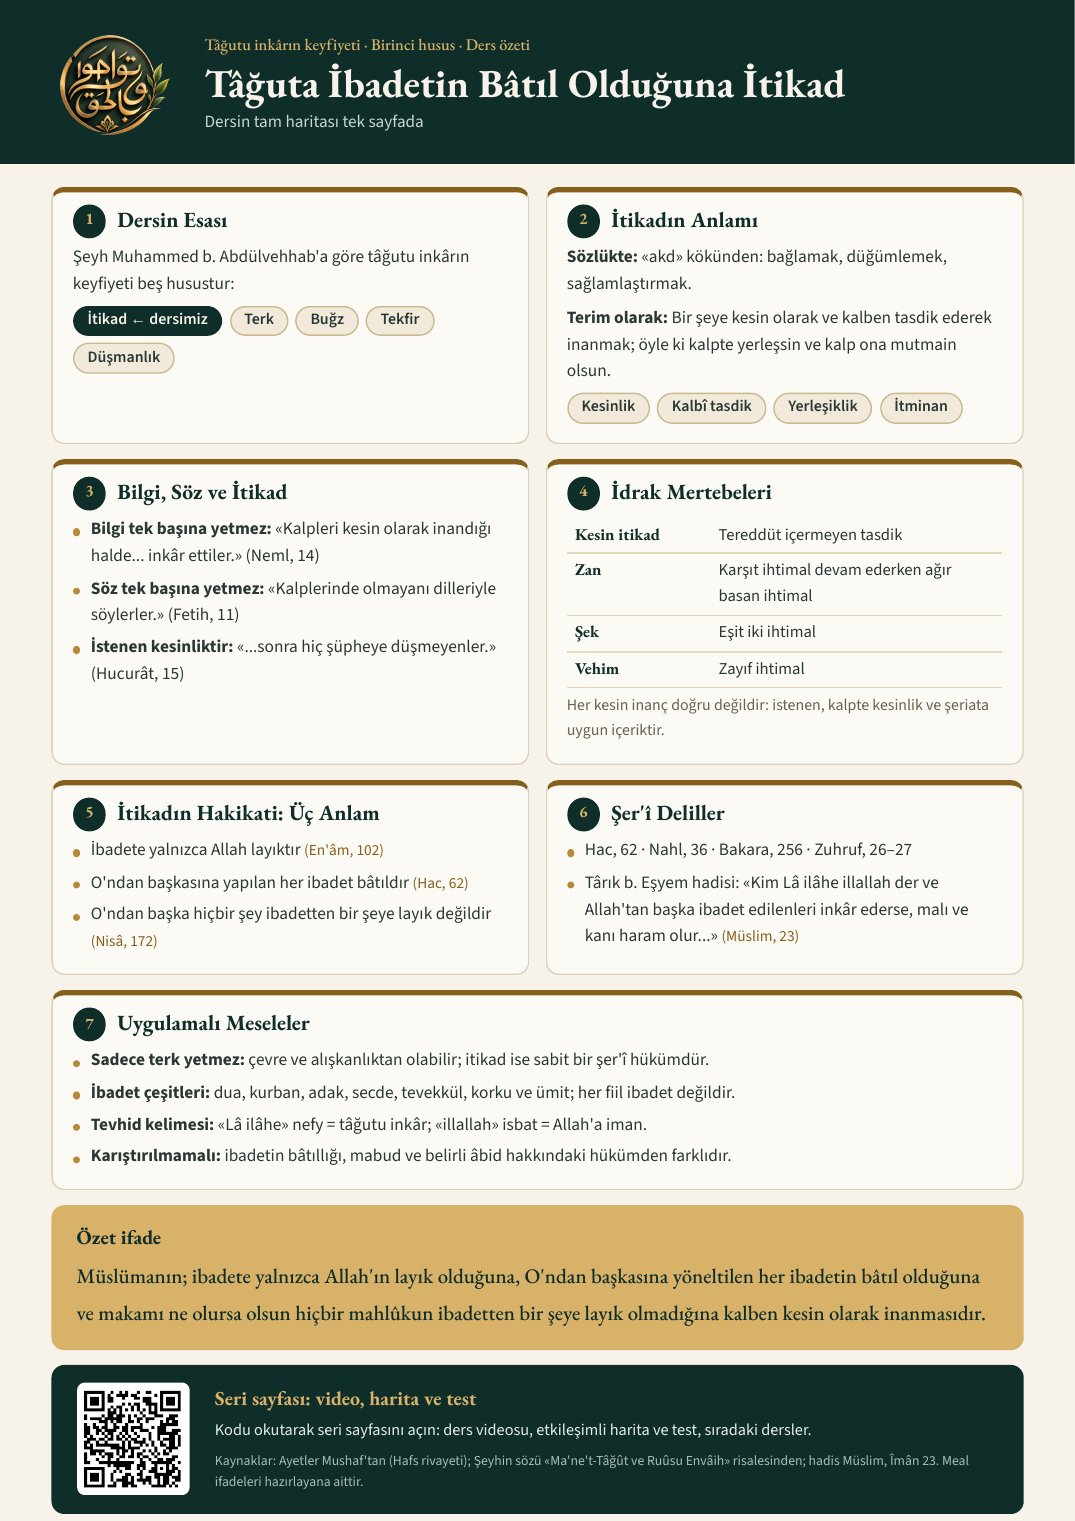 Tâğutu inkârın keyfiyeti · Birinci husus · Ders özeti
Tâğuta İbadetin Bâtıl Olduğuna İtikad
Dersin tam haritası tek sayfada
1 Dersin Esası
Şeyh Muhammed b. Abdülvehhab'a göre tâğutu inkârın
keyfiyeti beş husustur:
İtikad ← dersimiz Terk Buğz Tekfir
Düşmanlık
2 İtikadın Anlamı
Sözlükte: «akd» kökünden: bağlamak, düğümlemek,
sağlamlaştırmak.
Terim olarak: Bir şeye kesin olarak ve kalben tasdik ederek
inanmak; öyle ki kalpte yerleşsin ve kalp ona mutmain
olsun.
Kesinlik Kalbî tasdik Yerleşiklik İtminan
3 Bilgi, Söz ve İtikad
Bilgi tek başına yetmez: «Kalpleri kesin olarak inandığı
halde... inkâr ettiler.» (Neml, 14)
Söz tek başına yetmez: «Kalplerinde olmayanı dilleriyle
söylerler.» (Fetih, 11)
İstenen kesinliktir: «...sonra hiç şüpheye düşmeyenler.»
(Hucurât, 15)
4 İdrak Mertebeleri
Kesin itikad Tereddüt içermeyen tasdik
Zan Karşıt ihtimal devam ederken ağır
basan ihtimal
Şek Eşit iki ihtimal
Vehim Zayıf ihtimal
Her kesin inanç doğru değildir: istenen, kalpte kesinlik ve şeriata
uygun içeriktir.
5 İtikadın Hakikati: Üç Anlam
İbadete yalnızca Allah layıktır (En'âm, 102)
O'ndan başkasına yapılan her ibadet bâtıldır (Hac, 62)
O'ndan başka hiçbir şey ibadetten bir şeye layık değildir
(Nisâ, 172)
6 Şer'î Deliller
Hac, 62 · Nahl, 36 · Bakara, 256 · Zuhruf, 26–27
Târık b. Eşyem hadisi: «Kim Lâ ilâhe illallah der ve
Allah'tan başka ibadet edilenleri inkâr ederse, malı ve
kanı haram olur...» (Müslim, 23)
7 Uygulamalı Meseleler
Sadece terk yetmez: çevre ve alışkanlıktan olabilir; itikad ise sabit bir şer'î hükümdür.
İbadet çeşitleri: dua, kurban, adak, secde, tevekkül, korku ve ümit; her fiil ibadet değildir.
Tevhid kelimesi: «Lâ ilâhe» nefy = tâğutu inkâr; «illallah» isbat = Allah'a iman.
Karıştırılmamalı: ibadetin bâtıllığı, mabud ve belirli âbid hakkındaki hükümden farklıdır.
Özet ifade
Müslümanın; ibadete yalnızca Allah'ın layık olduğuna, O'ndan başkasına yöneltilen her ibadetin bâtıl olduğuna
ve makamı ne olursa olsun hiçbir mahlûkun ibadetten bir şeye layık olmadığına kalben kesin olarak inanmasıdır.
Seri sayfası: video, harita ve test
Kodu okutarak seri sayfasını açın: ders videosu, etkileşimli harita ve test, sıradaki dersler.
Kaynaklar: Ayetler Mushaf'tan (Hafs rivayeti); Şeyhin sözü «Ma'ne't-Tâğût ve Ruûsu Envâih» risalesinden; hadis Müslim, Îmân 23. Meal
ifadeleri hazırlayana aittir.